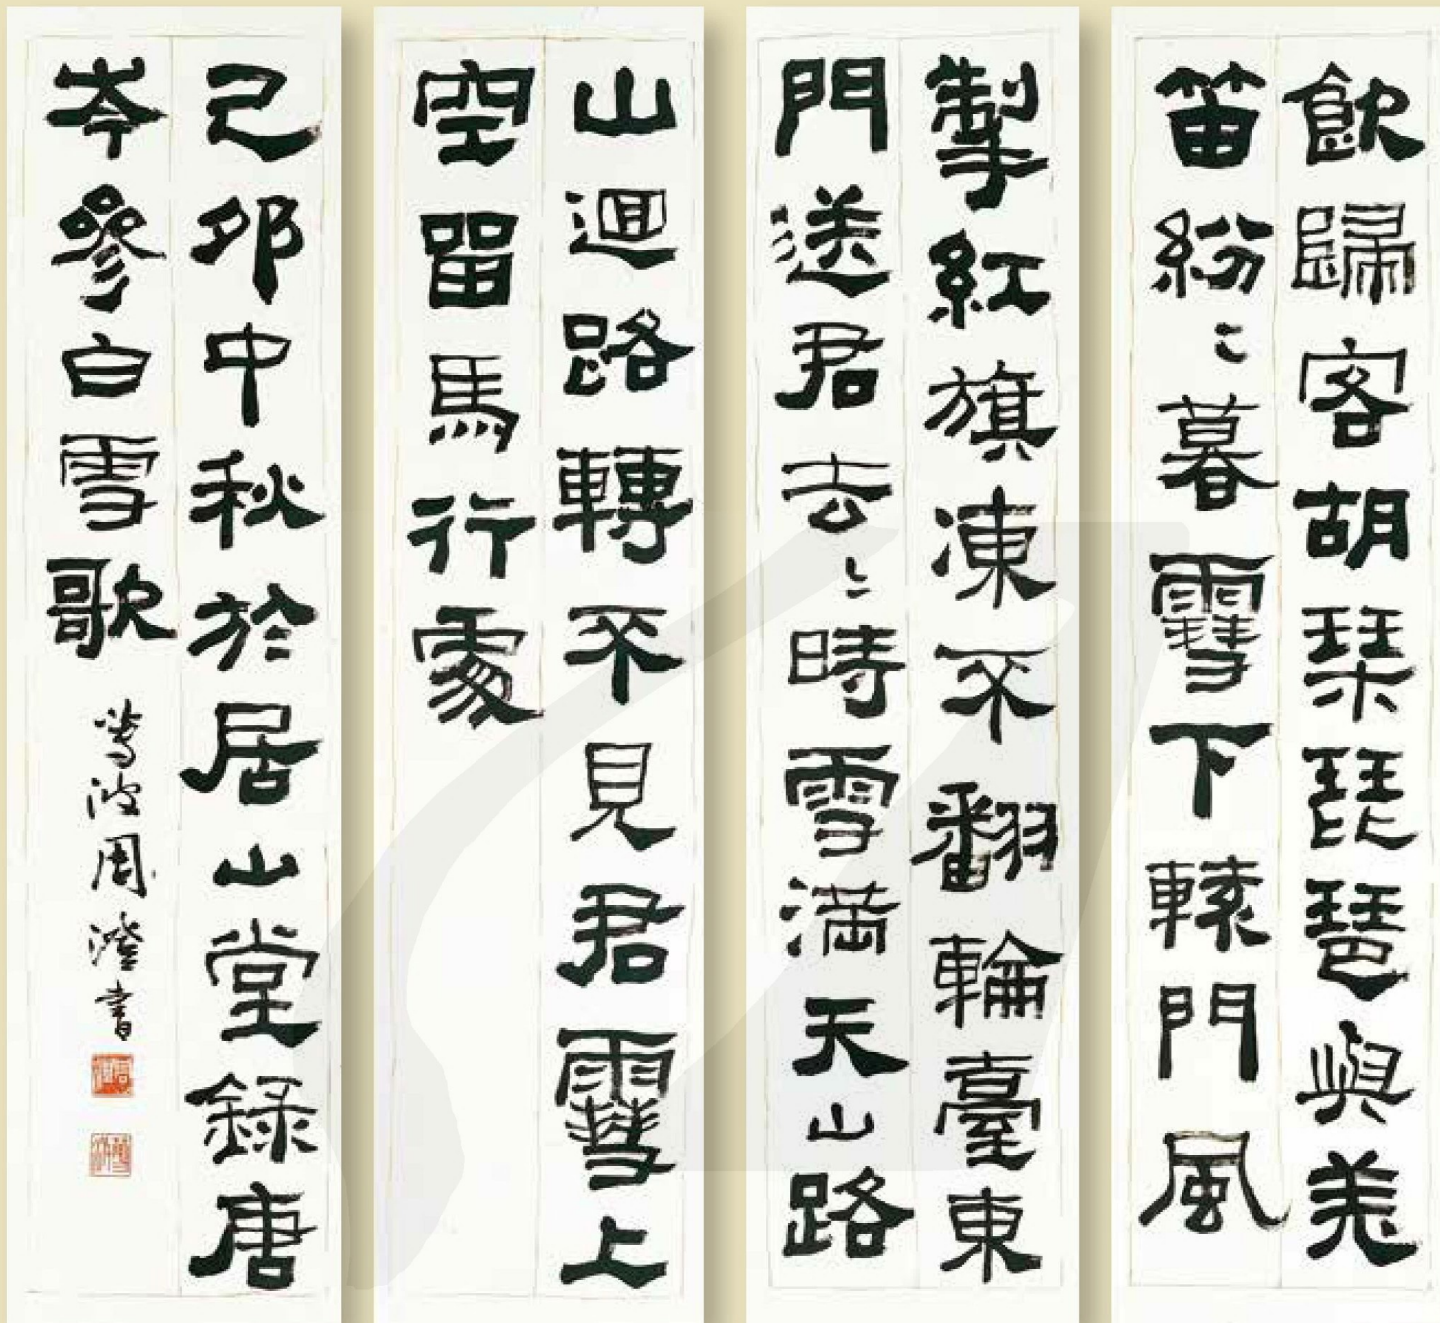 飲歸客胡琹琵琶與羌
笛紛〻暮雪下轅門風
掣紅旗凍不翻輪臺東
門送君去〻時雪滿天山路
山迴路轉不見君雪上
空留馬行處
己卯中秋於居山堂錄唐
岑參白雪歌
周澄書